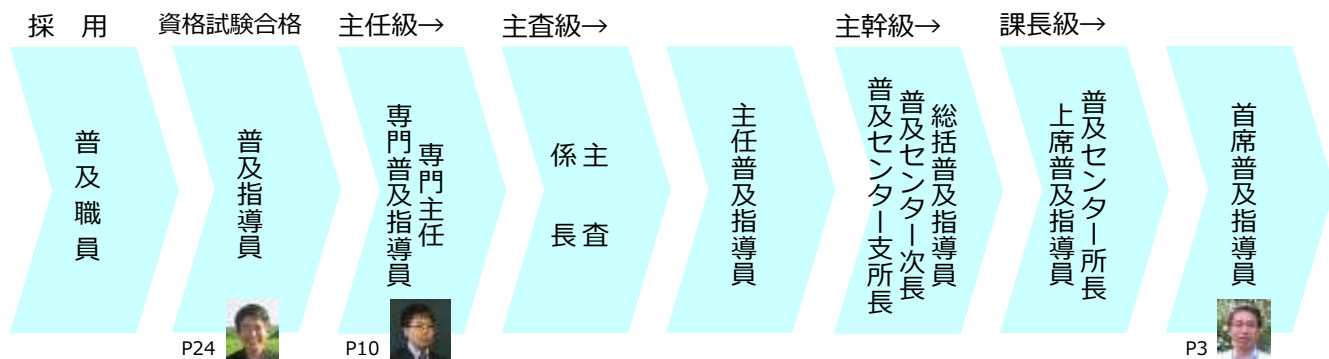 採 用
資格試験合格
主任級→
主査級→
主幹級→
課長級→
普及職員
普及指導員
専門主任
専門普及指導員
主査
係長
主任普及指導員
総括普及指導員
普及センター次長
普及センター支所長
普及センター所長
上席普及指導員
首席普及指導員
P24
P10
P3